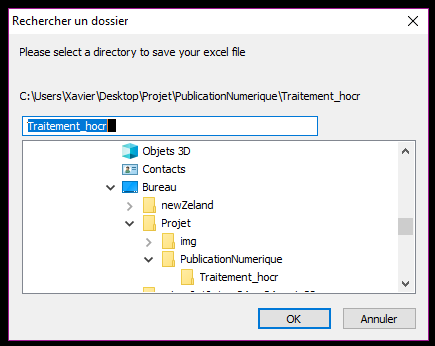 Rechercher un dossier
Please select a directory to save your excel file
C:\Users\Xavier\Desktop\Projet\PublicationNumerique\Traitement_hocr
Traitement_hocr
Objets 3D
Contacts
Bureau
newZeland
Projet
img
PublicationNumerique
Traitement_hocr
OK
Annuler